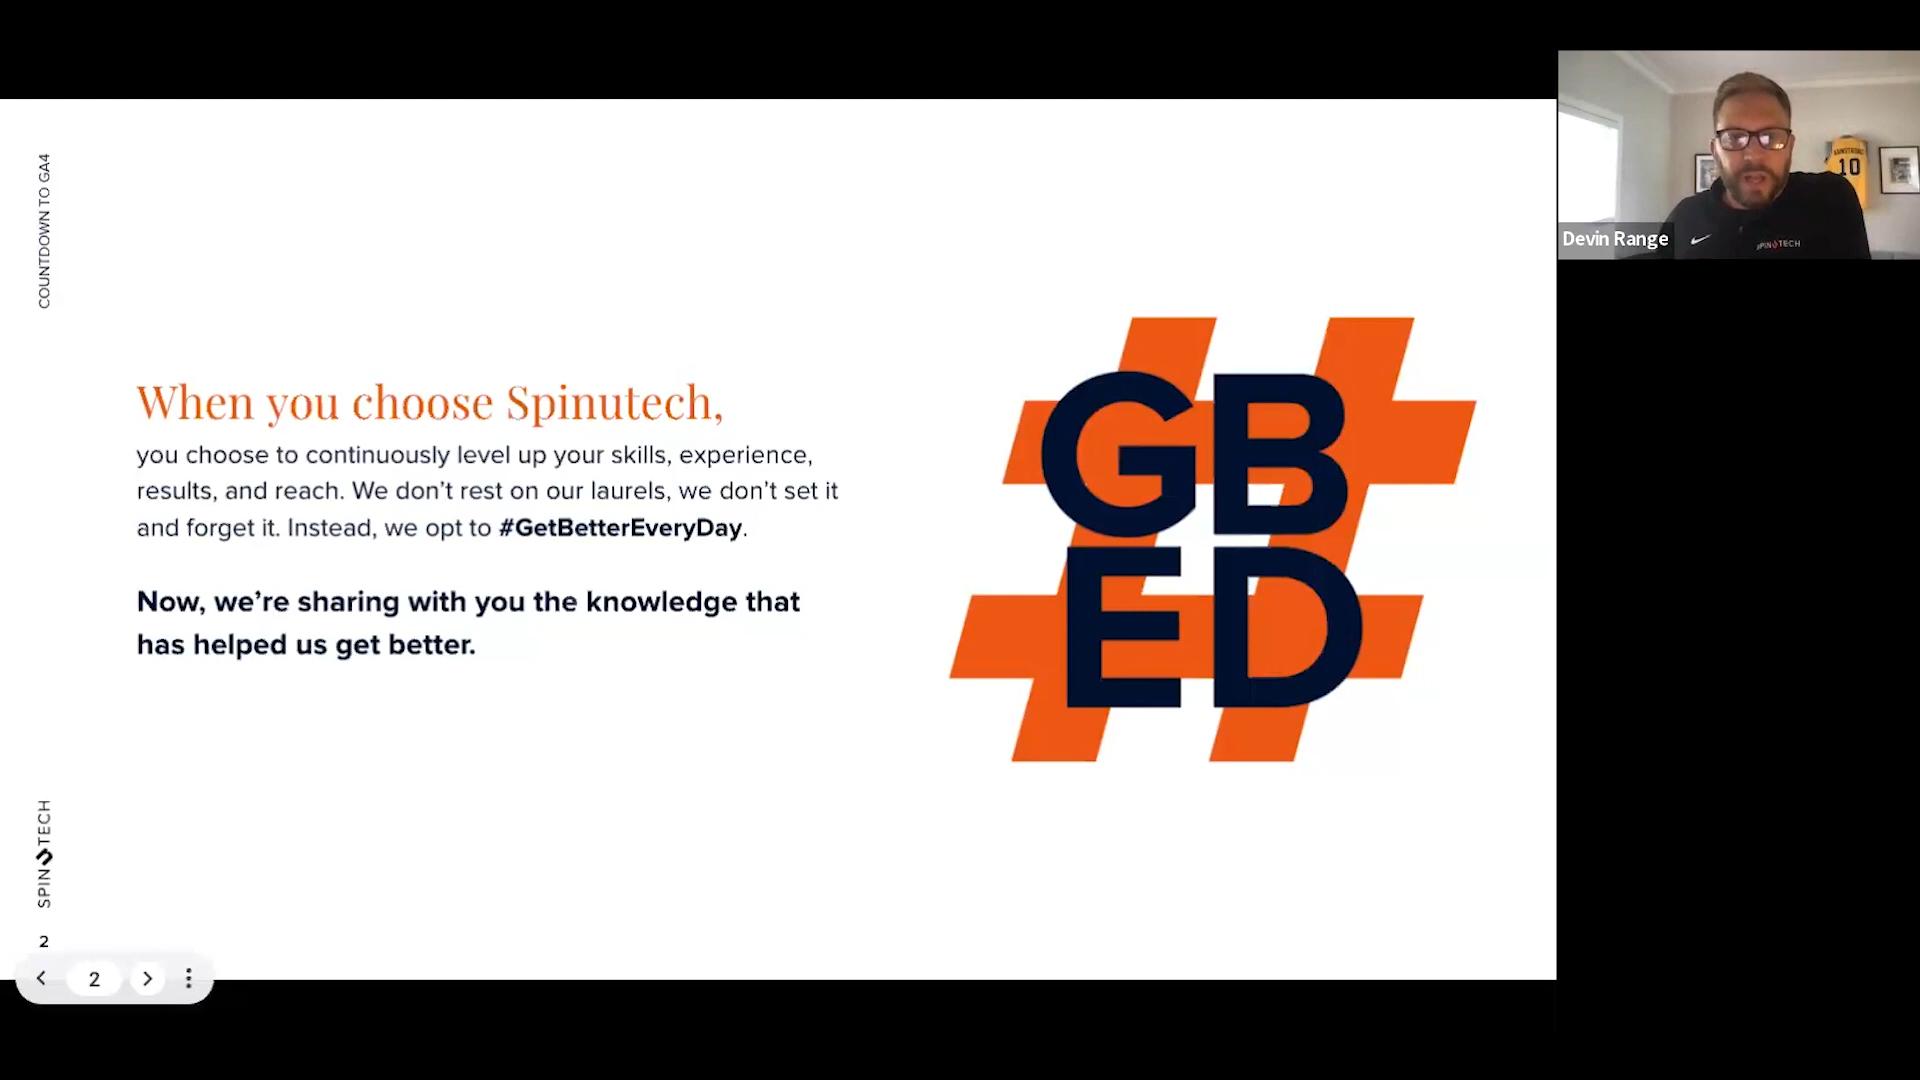 COUNTDOWN TO GA4
When you choose Spinutech,
you choose to continuously level up your skills, experience,
results, and reach. We don’t rest on our laurels, we don’t set it
and forget it. Instead, we opt to #GetBetterEveryDay.
Now, we’re sharing with you the knowledge that
has helped us get better.
#
GB
ED
SPINUTECH
2
2
10
Devin Range
SPINUTECH